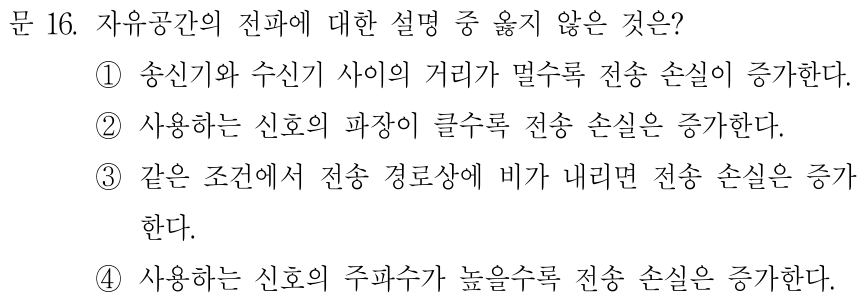 문 16. 자유공간의 전파에 대한 설명 중 옳지 않은 것은?
① 송신기와 수신기 사이의 거리가 멀수록 전송 손실이 증가한다.
② 사용하는 신호의 파장이 클수록 전송 손실은 증가한다.
③ 같은 조건에서 전송 경로상에 비가 내리면 전송 손실은 증가
한다.
④ 사용하는 신호의 주파수가 높을수록 전송 손실은 증가한다.